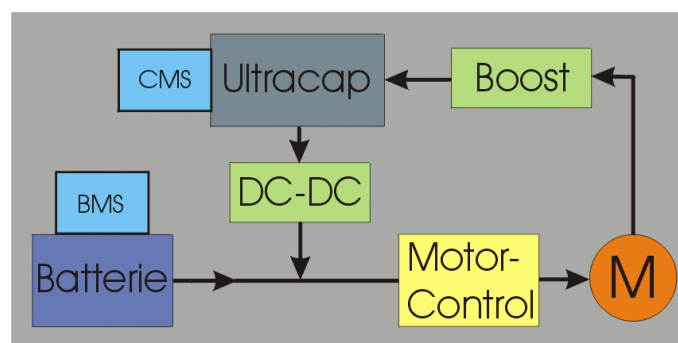 CMS
Ultracap
Boost
BMS
DC-DC
Batterie
Motor-
Control
M